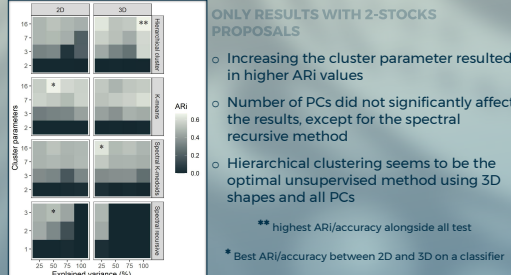 2D 3D
16
7
3
2
**
Hierarchical cluster
16
7
3
2
*
K-means
16
7
3
2
*
Spectral K-medoids
3
2
1
*
Spectral recursive
Cluster parameters
25 50 75 100 25 50 75 100
Explained variance (%)
ARi
0.6
0.4
0.2
0.0
ONLY RESULTS WITH 2-STOCKS
PROPOSALS
○ Increasing the cluster parameter resulted
in higher ARi values
○ Number of PCs did not significantly affect
the results, except for the spectral
recursive method
○ Hierarchical clustering seems to be the
optimal unsupervised method using 3D
shapes and all PCs
** highest ARi/accuracy alongside all test
* Best ARi/accuracy between 2D and 3D on a classifier